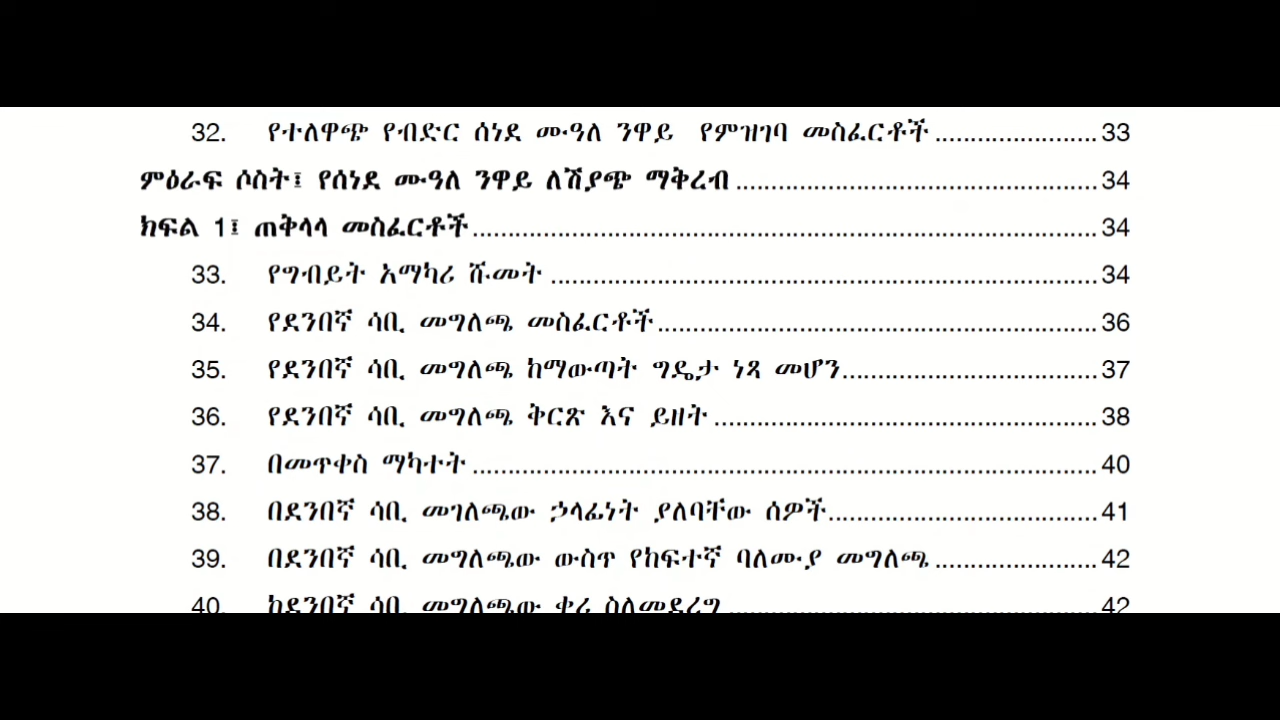 32. የተለዋጭ የብድር ሰነደ ሙዓለ ንዋይ የምዝገባ መስፈርቶች 33
ምዕራፍ ሶስት፤ የሰነደ ሙዓለ ንዋይ ለሽያጭ ማቅረብ 34
ክፍል 1፤ ጠቅላላ መስፈርቶች 34
33. የግብይት አማካሪ ሹመት 34
34. የደንበኛ ሳቢ መግለጫ መስፈርቶች 36
35. የደንበኛ ሳቢ መግለጫ ከማውጣት ግዴታ ነጻ መሆን 37
36. የደንበኛ ሳቢ መግለጫ ቅርጽ እና ይዘት 38
37. በመጥቀስ ማካተት 40
38. በደንበኛ ሳቢ መገለጫው ኃላፊነት ያለባቸው ሰዎች 41
39. በደንበኛ ሳቢ መግለጫው ውስጥ የከፍተኛ ባለሙያ መግለጫ 42
40. ከደንበኛ ሳቢ መግለጫው ቀሪ ስለመደረግ 42